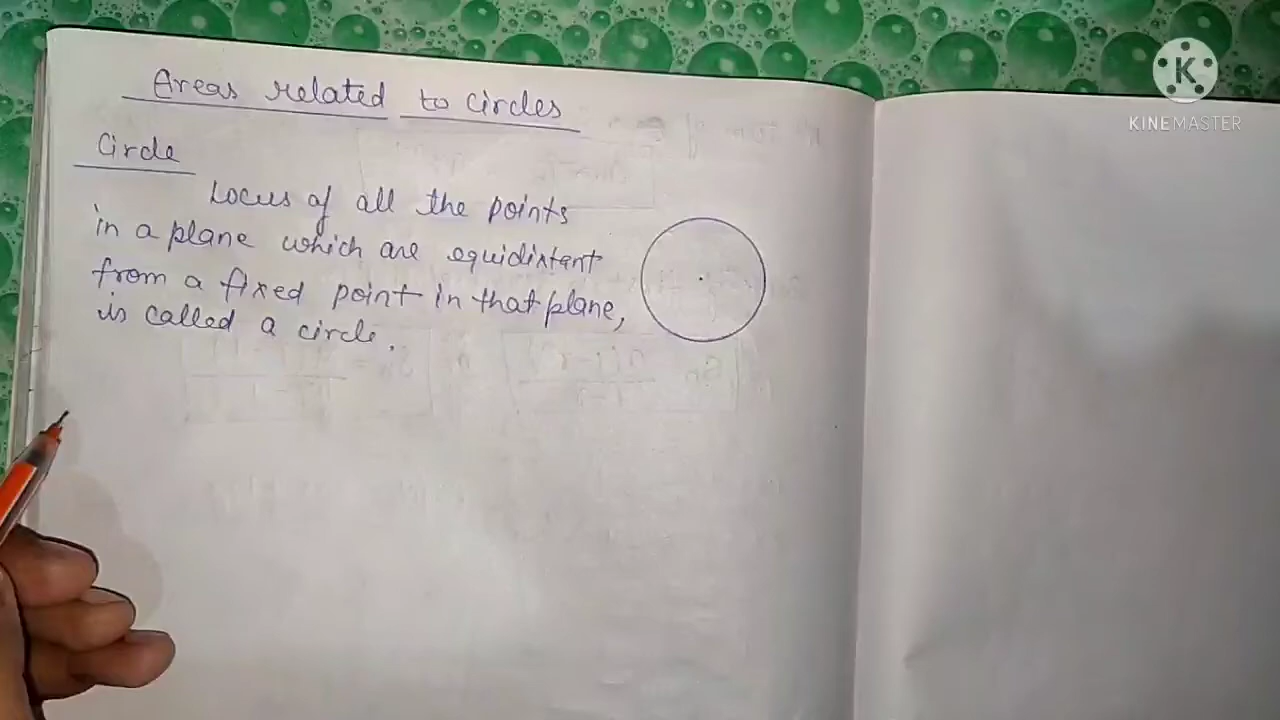 Areas related to circles
Circle
Locus of all the points
in a plane which are equidistant
from a fixed point in that plane,
is called a circle.
K
KINEMASTER